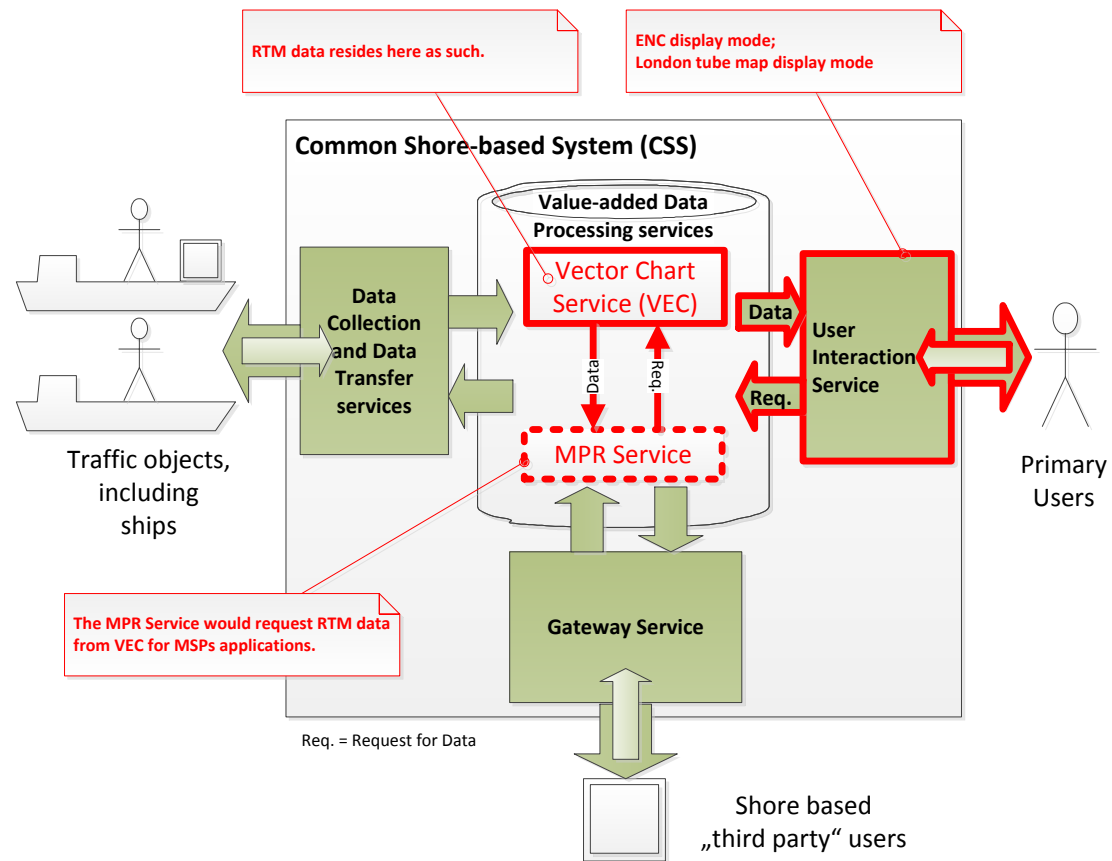 RTM data resides here as such.
ENC display mode;
London tube map display mode
Common Shore-based System (CSS)
Value-added Data
Processing services
Vector Chart
Service (VEC)
Data
Collection
and Data
Transfer
services
Data
Req.
Data
Req.
User
Interaction
Service
MPR Service
Traffic objects,
including
ships
Primary
Users
The MPR Service would request RTM data
from VEC for MSPs applications.
Gateway Service
Req. = Request for Data
Shore based
„third party“ users